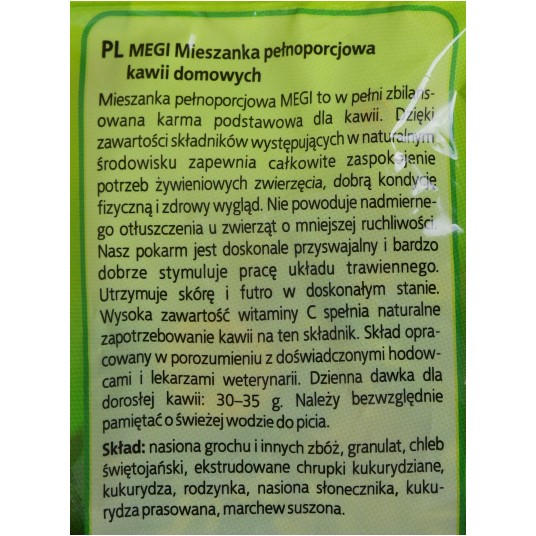 PL MEGI Mieszanka pełnoporcjowa
kawii domowych
Mieszanka pełnoporcjowa MEGI to w pełni zbilans-
owana karma podstawowa dla kawii. Dzięki
zawartości składników występujących w naturalnym
środowisku zapewnia całkowite zaspokojenie
potrzeb żywieniowych zwierzęcia, dobrą kondycję
fizyczną i zdrowy wygląd. Nie powoduje nadmierne-
go otłuszczenia u zwierząt o mniejszej ruchliwości.
Nasz pokarm jest doskonale przyswajalny i bardzo
dobrze stymuluje pracę układu trawiennego.
Utrzymuje skórę i futro w doskonałym stanie.
Wysoka zawartość witaminy C spełnia naturalne
zapotrzebowanie kawii na ten składnik. Skład opra-
cowany w porozumieniu z doświadczonymi hodow-
cami i lekarzami weterynarii. Dzienna dawka dla
dorosłej kawii: 30–35 g. Należy bezwzględnie
pamiętać o świeżej wodzie do picia.
Skład: nasiona grochu i innych zbóż, granulat, chleb
świętojański, ekstrudowane chrupki kukurydziane,
kukurydza, rodzynka, nasiona słonecznika, kuku-
rydza prasowana, marchew suszona.